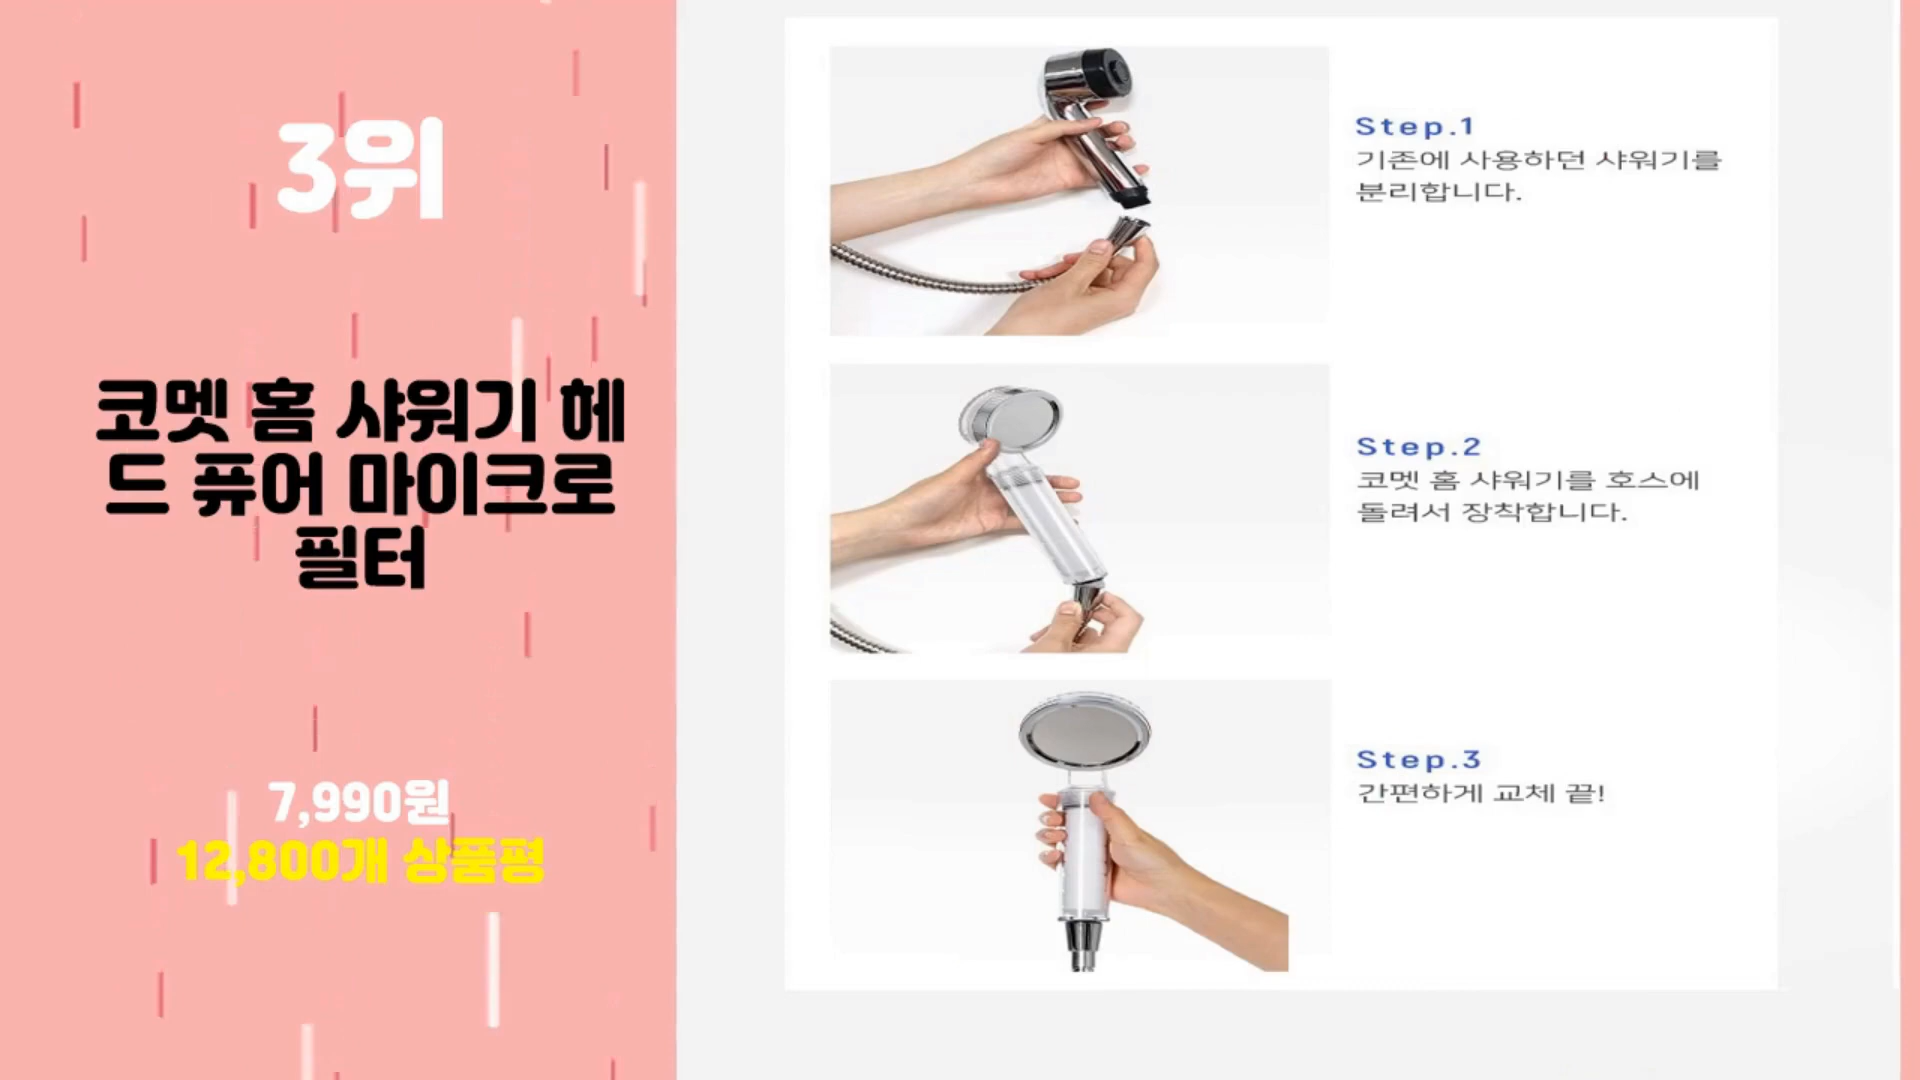 3위
코멧 홈 샤워기 헤
드 퓨어 마이크로
필터
7,990원
12,800개 상품평
Step.1
기존에 사용하던 샤워기를
분리합니다.
Step.2
코멧 홈 샤워기를 호스에
돌려서 장착합니다.
Step.3
간편하게 교체 끝!